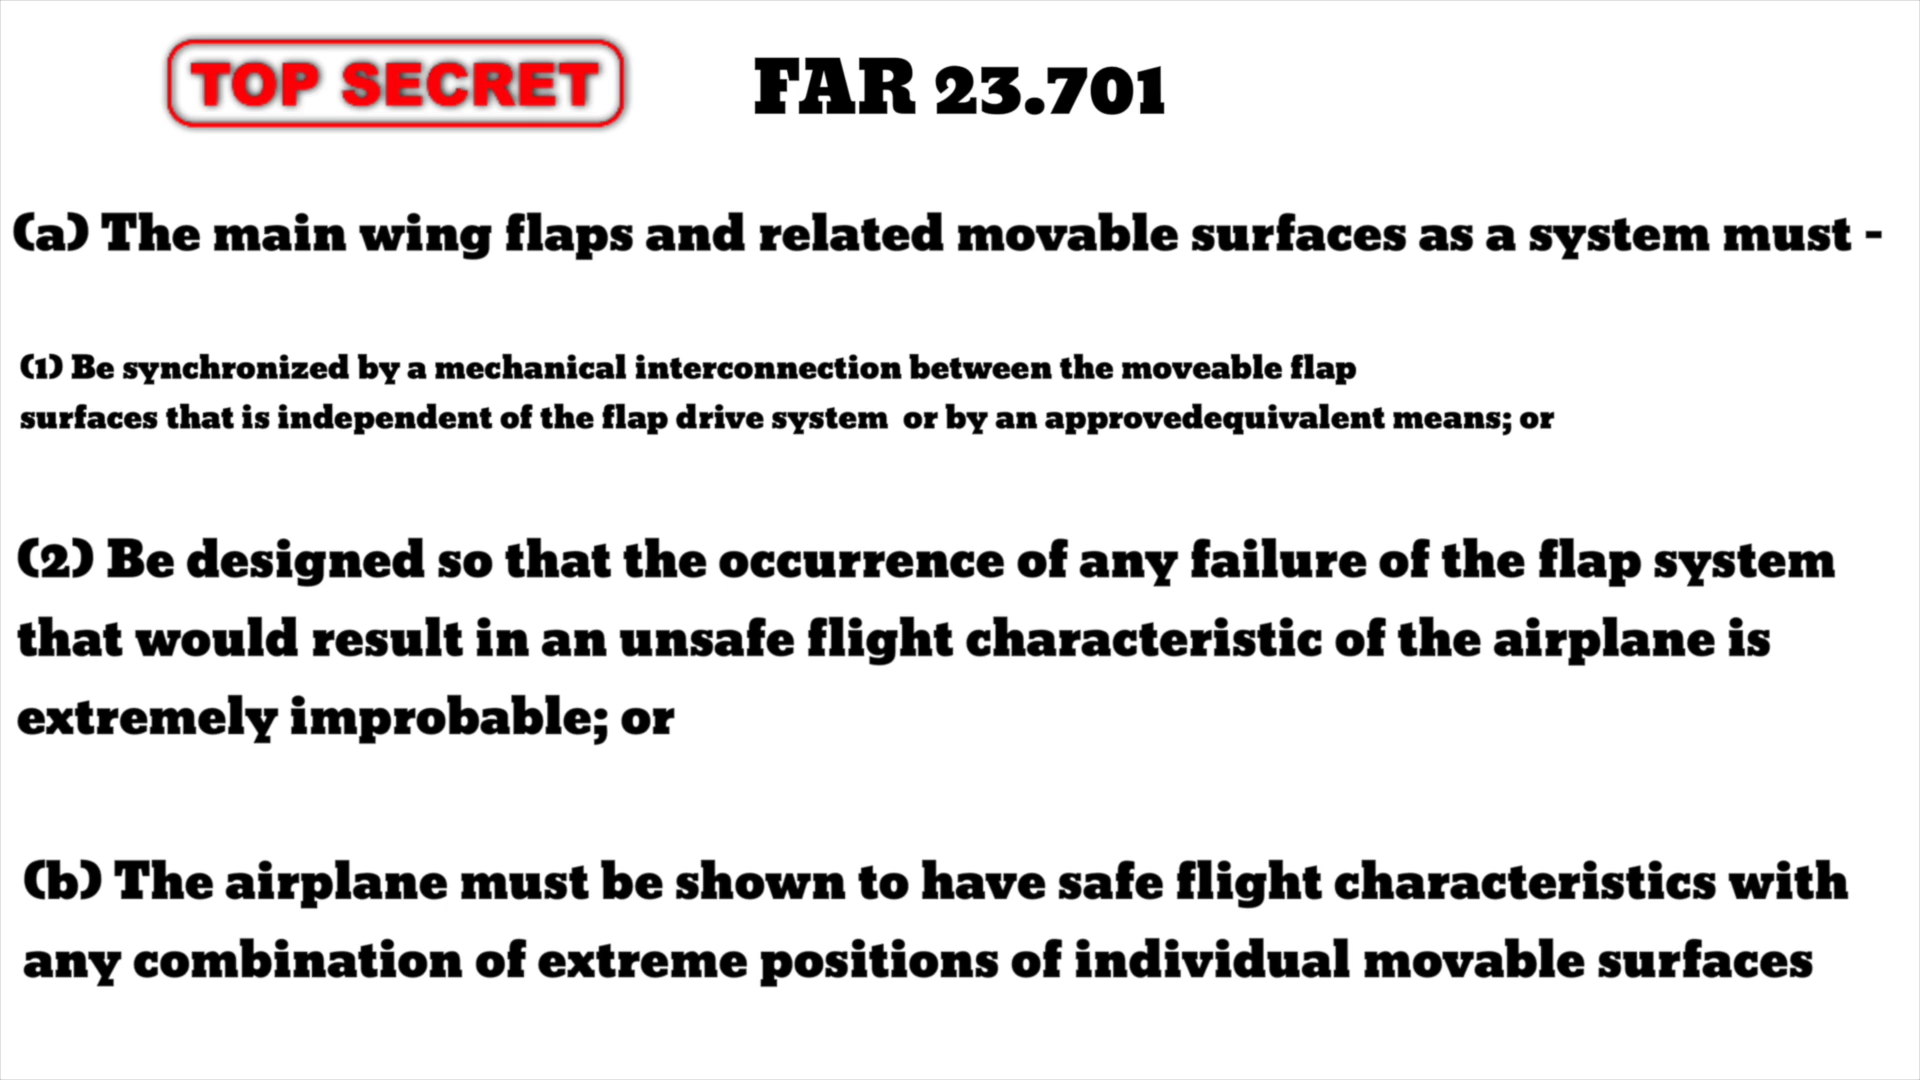 TOP SECRET
FAR 23.701
(a) The main wing flaps and related movable surfaces as a system must -
(1) Be synchronized by a mechanical interconnection between the moveable flap
surfaces that is independent of the flap drive system  or by an approvedequivalent means; or
(2) Be designed so that the occurrence of any failure of the flap system
that would result in an unsafe flight characteristic of the airplane is
extremely improbable; or
(b) The airplane must be shown to have safe flight characteristics with
any combination of extreme positions of individual movable surfaces